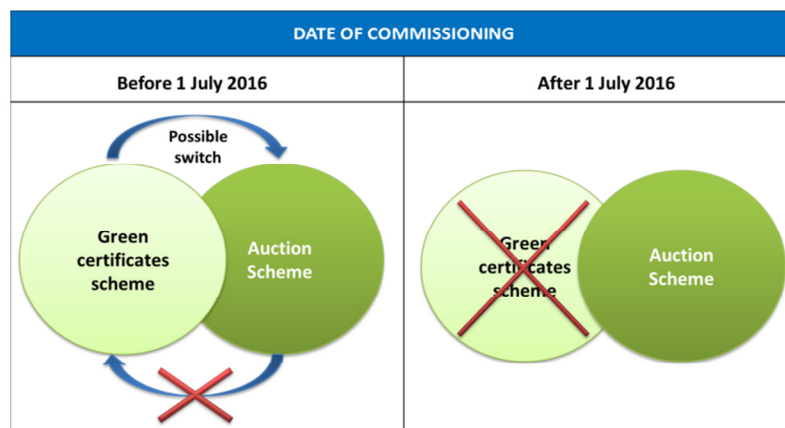 DATE OF COMMISSIONING
Before 1 July 2016
After 1 July 2016
Possible
switch
Green
certificates
scheme
Auction
Scheme
Green
certificates
scheme
Auction
Scheme